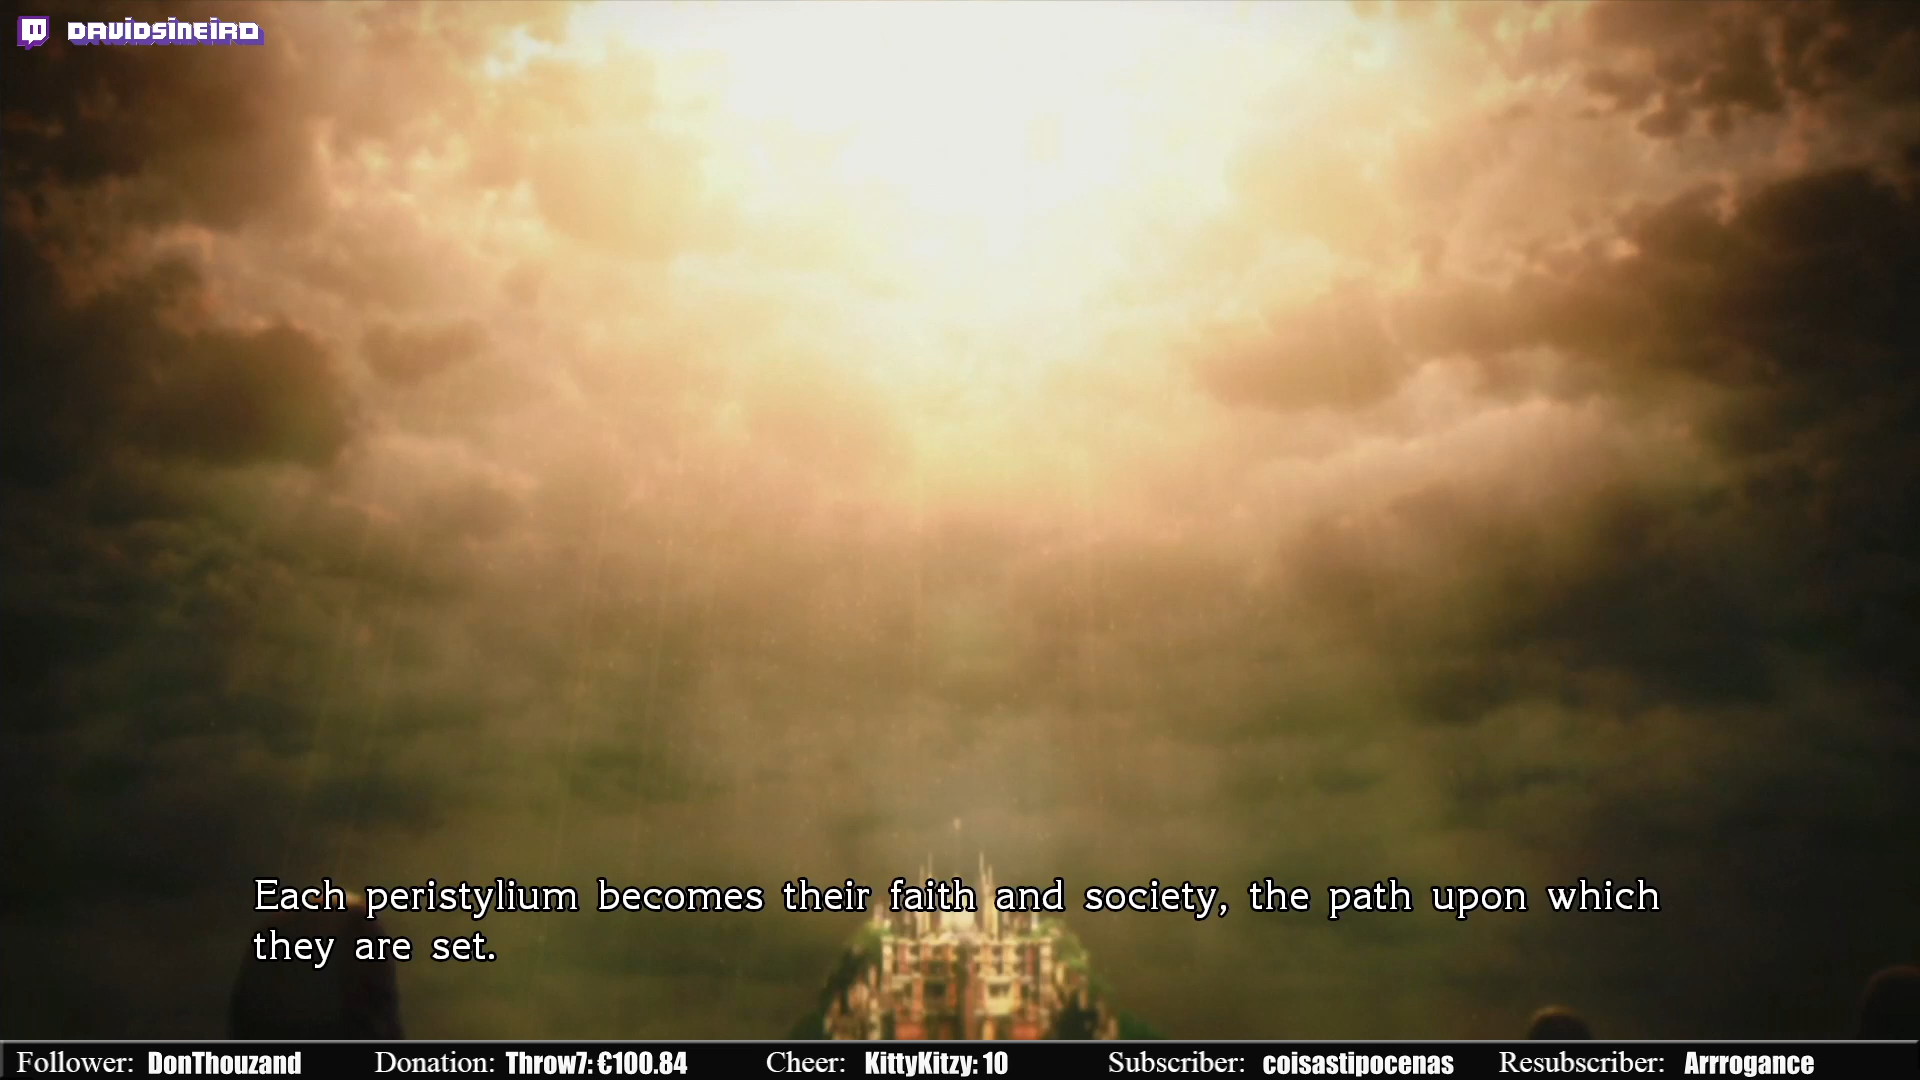 DAVIDSINEIRO
Each peristylium becomes their faith and society, the path upon which
they are set.
Follower: DonThouzand Donation: Throw7: €100.84 Cheer: KittyKitzy: 10 Subscriber: coisastipocenas Resubscriber: Arrrogance